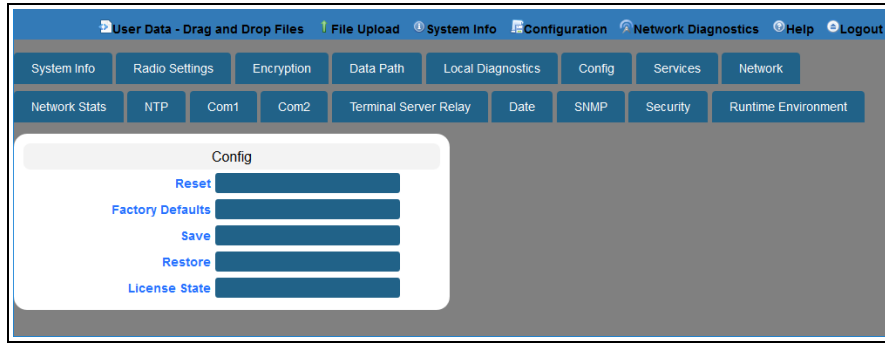 User Data - Drag and Drop Files File Upload System Info Configuration Network Diagnostics Help Logout
System Info Radio Settings Encryption Data Path Local Diagnostics Config Services Network
Network Stats NTP Com1 Com2 Terminal Server Relay Date SNMP Security Runtime Environment
Config
Reset
Factory Defaults
Save
Restore
License State